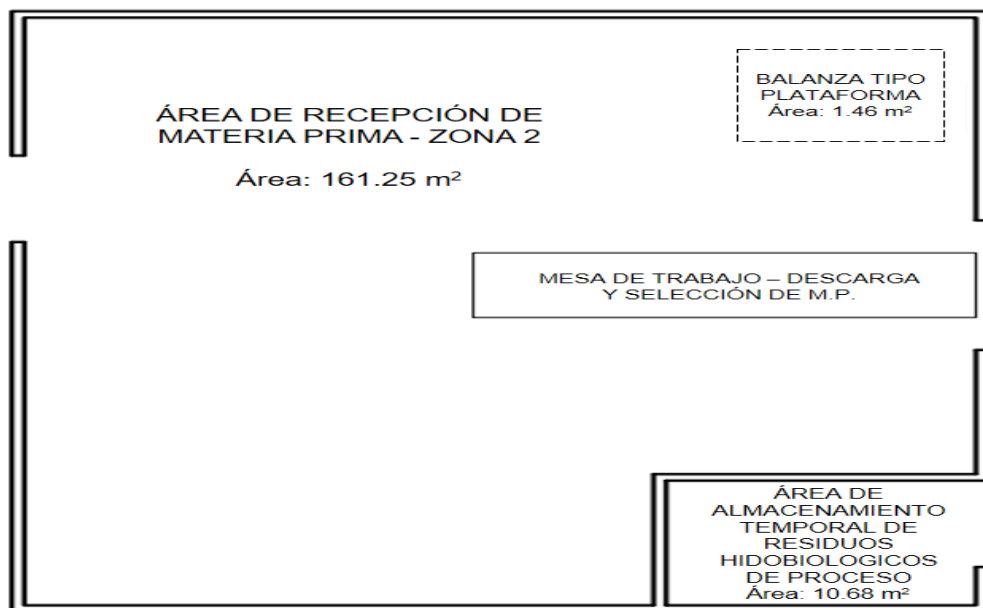 ÁREA DE RECEPCIÓN DE
MATERIA PRIMA - ZONA 2
Área: 161.25 m²
BALANZA TIPO
PLATAFORMA
Área: 1.46 m²
MESA DE TRABAJO – DESCARGA
Y SELECCIÓN DE M.P.
ÁREA DE
ALMACENAMIENTO
TEMPORAL DE
RESIDUOS
HIDOBIOLOGICOS
DE PROCESO
Área: 10.68 m²